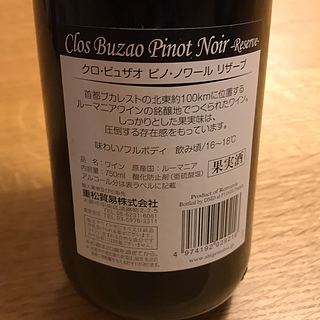 Clos Buzao Pinot Noir -Reserve-
クロ・ビュザオ ピノ・ノワール リザーブ
首都ブカレストの北東約100kmに位置する
ルーマニアワインの銘醸地でつくられたワイン。
しっかりとした果実味は、
圧倒する存在感をもっています。
味わい/フルボディ 飲み頃/16～18℃
品名/ワイン 原産国:ルーマニア
内容量/750ml 酸化防止剤(亜硫酸塩)
アルコール分は表ラベルに記載
果実酒
重松貿易株式会社
Product of Romania
4 974192 029216